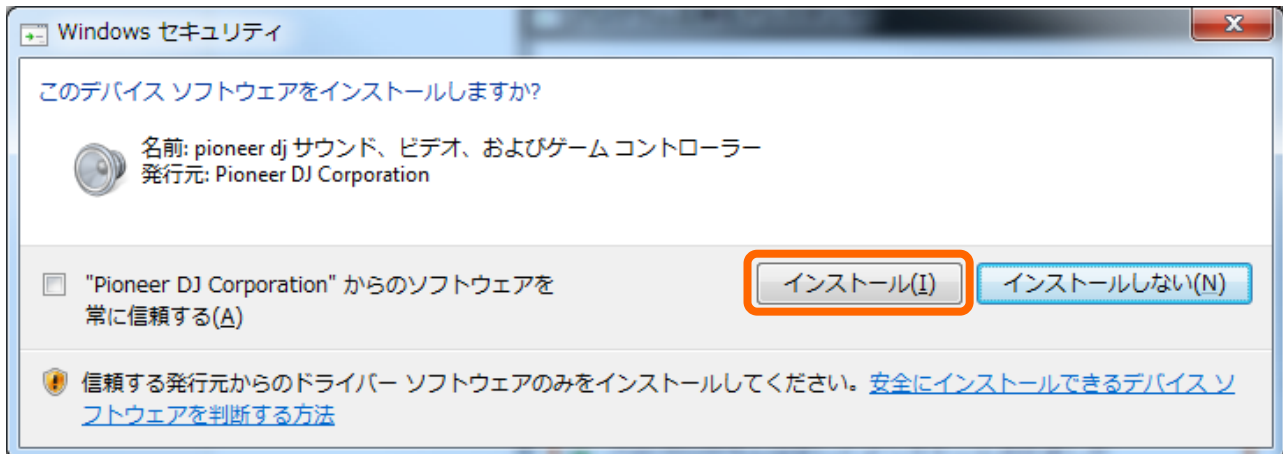 Windows セキュリティ
このデバイス ソフトウェアをインストールしますか?
名前: pioneer dj サウンド、ビデオ、およびゲーム コントローラー
発行元: Pioneer DJ Corporation
"Pioneer DJ Corporation" からのソフトウェアを
常に信頼する(A)
インストール(I)
インストールしない(N)
信頼する発行元からのドライバー ソフトウェアのみをインストールしてください。安全にインストールできるデバイス ソ
フトウェアを判断する方法